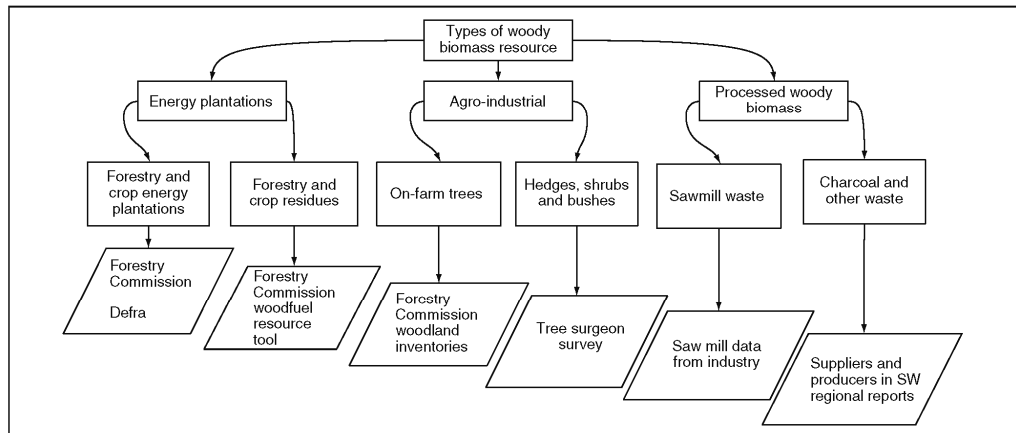 Types of woody
biomass resource
Energy plantations
Agro-industrial
Processed woody
biomass
Forestry and
crop energy
plantations
Forestry and
crop residues
On-farm trees
Hedges, shrubs
and bushes
Sawmill waste
Charcoal and
other waste
Forestry
Commission
Defra
Forestry
Commission
woodfuel
resource
tool
Forestry
Commission
woodland
inventories
Tree surgeon
survey
Saw mill data
from industry
Suppliers and
producers in SW
regional reports